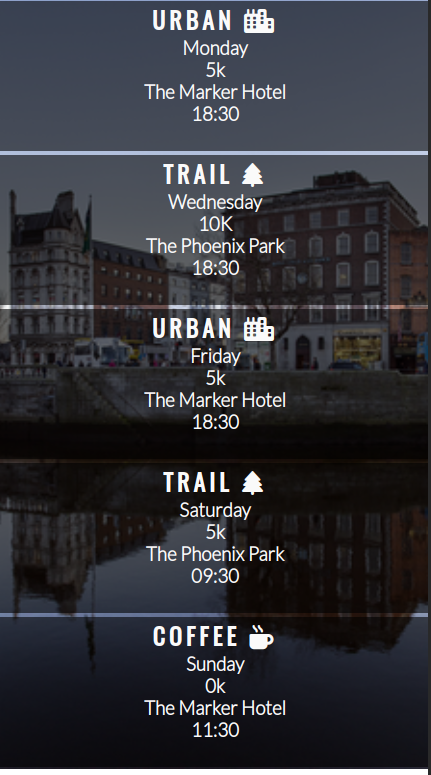 URBAN
Monday
5k
The Marker Hotel
18:30
TRAIL
Wednesday
10K
The Phoenix Park
18:30
URBAN
Friday
5k
The Marker Hotel
18:30
TRAIL
Saturday
5k
The Phoenix Park
09:30
COFFEE
Sunday
0k
The Marker Hotel
11:30